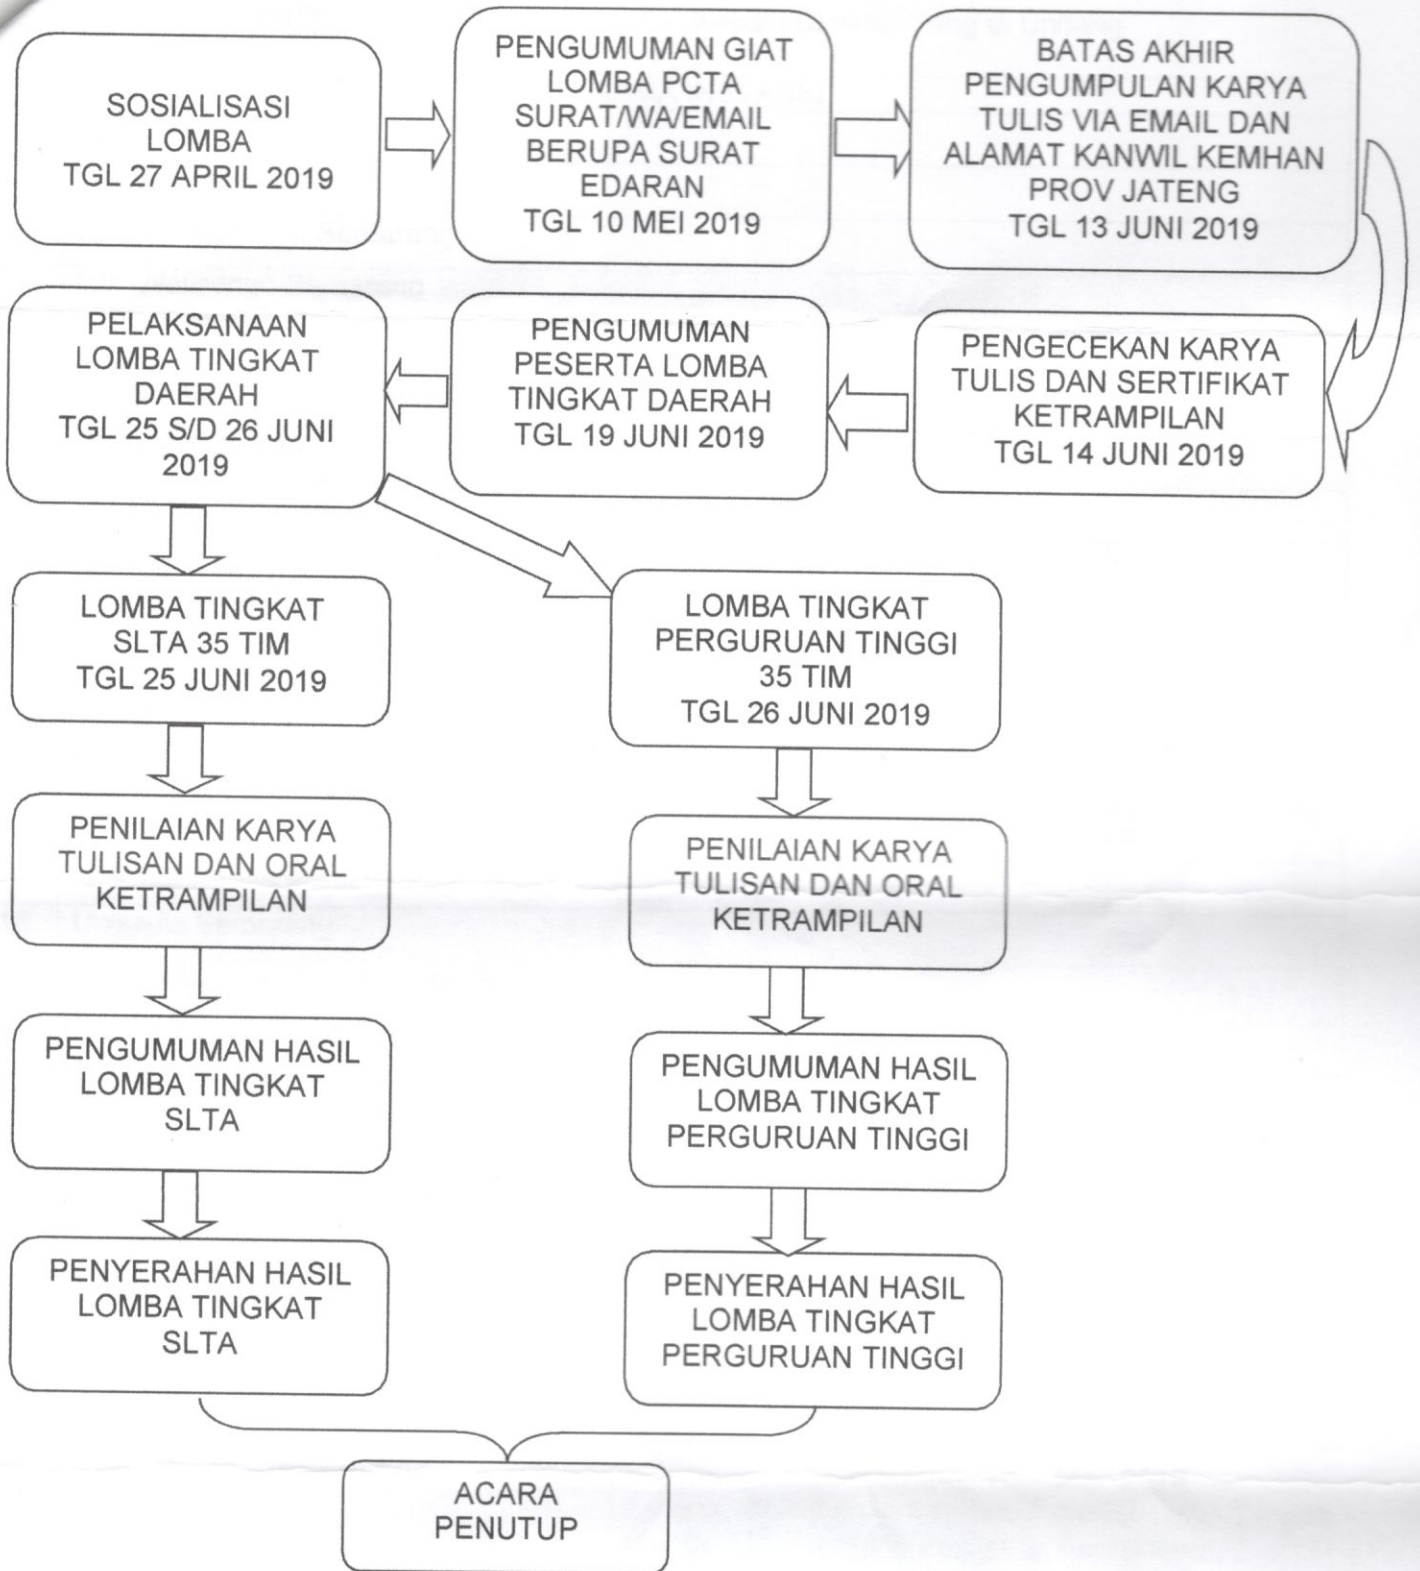 SOSIALISASI
LOMBA
TGL 27 APRIL 2019
PENGUMUMAN GIAT
LOMBA PCTA
SURAT/WA/EMAIL
BERUPA SURAT
EDARAN
TGL 10 MEI 2019
BATAS AKHIR
PENGUMPULAN KARYA
TULIS VIA EMAIL DAN
ALAMAT KANWIL KEMHAN
PROV JATENG
TGL 13 JUNI 2019
PENGECEKAN KARYA
TULIS DAN SERTIFIKAT
KETRAMPILAN
TGL 14 JUNI 2019
PENGUMUMAN
PESERTA LOMBA
TINGKAT DAERAH
TGL 19 JUNI 2019
PELAKSANAAN
LOMBA TINGKAT
DAERAH
TGL 25 S/D 26 JUNI
2019
LOMBA TINGKAT
SLTA 35 TIM
TGL 25 JUNI 2019
PENILAIAN KARYA
TULISAN DAN ORAL
KETRAMPILAN
PENGUMUMAN HASIL
LOMBA TINGKAT
SLTA
PENYERAHAN HASIL
LOMBA TINGKAT
SLTA
LOMBA TINGKAT
PERGURUAN TINGGI
35 TIM
TGL 26 JUNI 2019
PENILAIAN KARYA
TULISAN DAN ORAL
KETRAMPILAN
PENGUMUMAN HASIL
LOMBA TINGKAT
PERGURUAN TINGGI
PENYERAHAN HASIL
LOMBA TINGKAT
PERGURUAN TINGGI
ACARA
PENUTUP